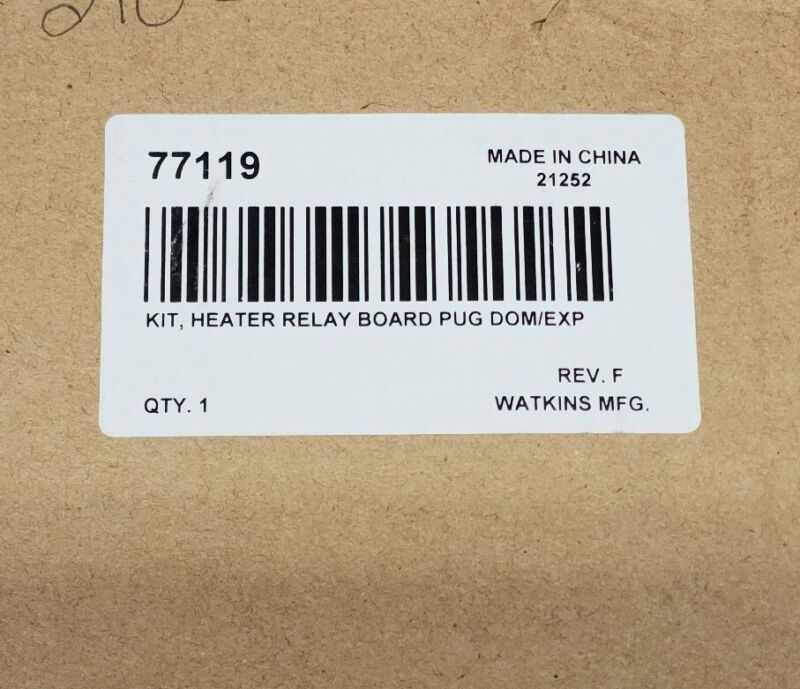 77119
MADE IN CHINA
21252
KIT, HEATER RELAY BOARD PUG DOM/EXP
REV. F
QTY. 1
WATKINS MFG.